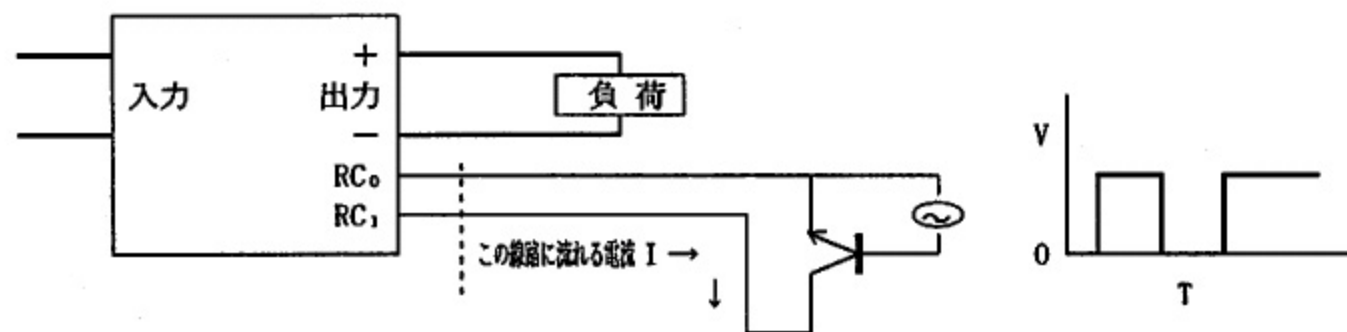 +
入力 出力
負荷
−
RC₀
RC₁
この線路に流れる電流 I →
↓
V
0
T